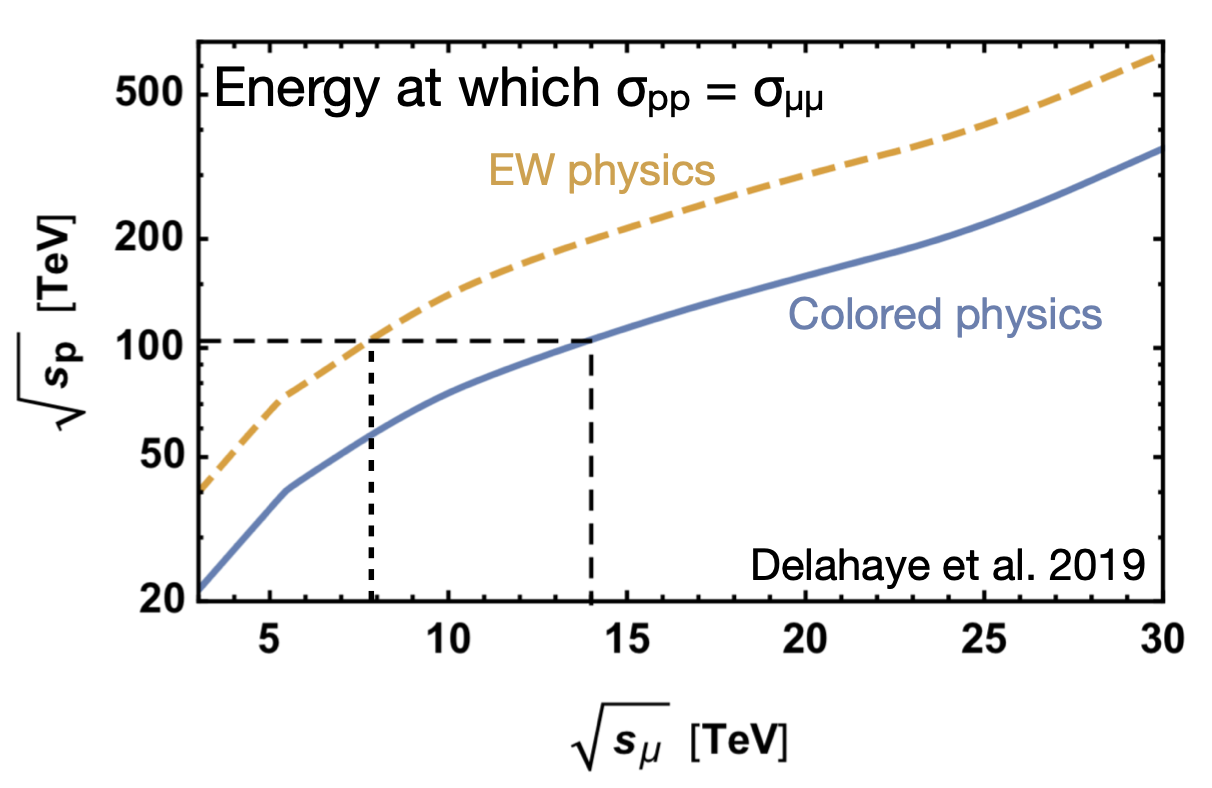 Energy at which σpp = σμμ
EW physics
Colored physics
Delahaye et al. 2019
500
200
100
50
20
√sp [TeV]
5 10 15 20 25 30
√sμ [TeV]